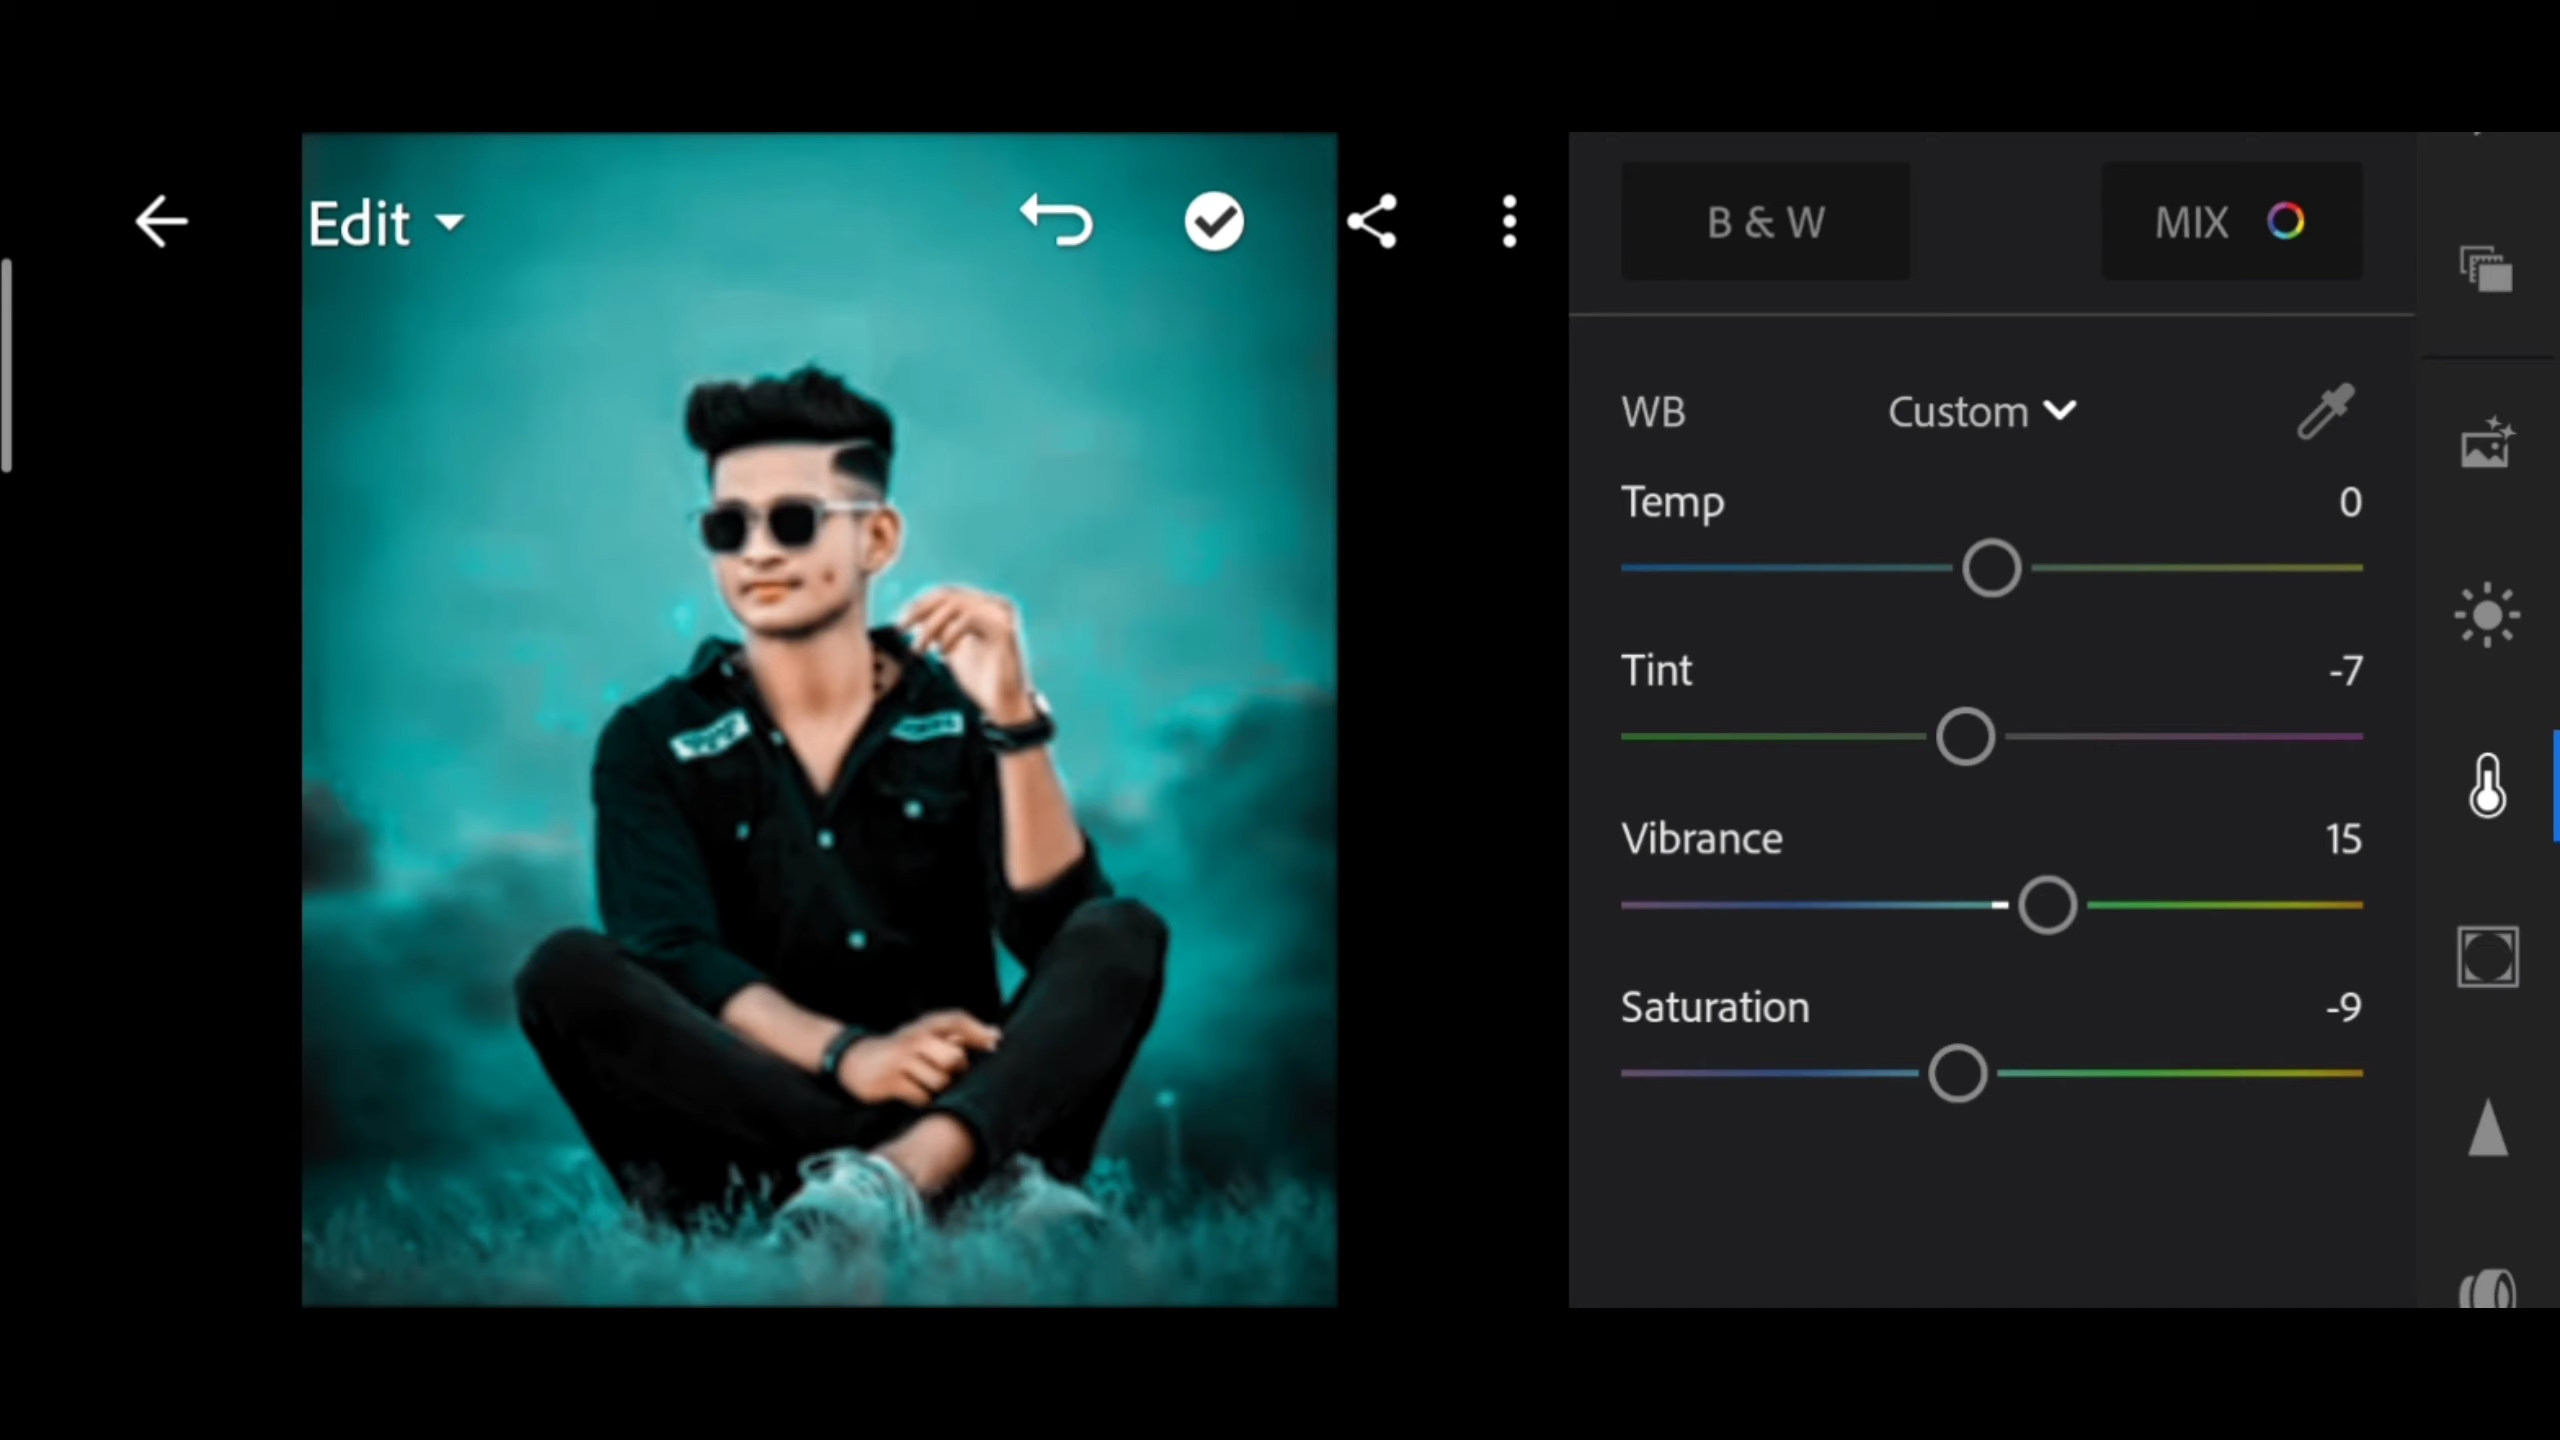 Edit
B & W
MIX
WB Custom
Temp 0
Tint -7
Vibrance 15
Saturation -9